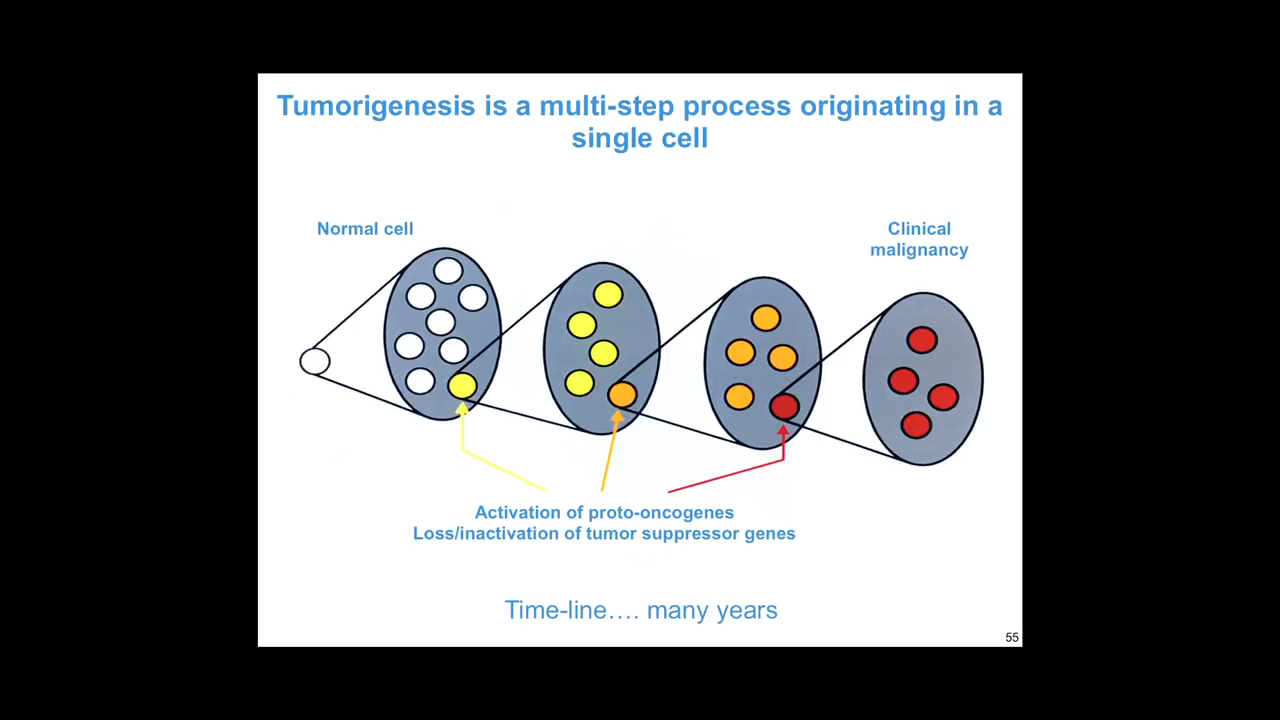 Tumorigenesis is a multi-step process originating in a
single cell
Normal cell
Clinical
malignancy
Activation of proto-oncogenes
Loss/inactivation of tumor suppressor genes
Time-line…. many years
55